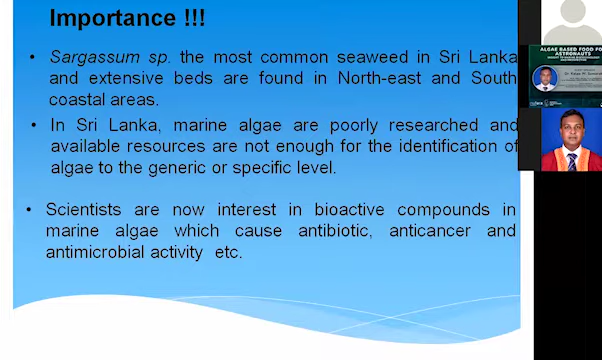 Importance !!!
• Sargassum sp. the most common seaweed in Sri Lanka
and extensive beds are found in North-east and South
coastal areas.
• In Sri Lanka, marine algae are poorly researched and
available resources are not enough for the identification of
algae to the generic or specific level.
• Scientists are now interest in bioactive compounds in
marine algae which cause antibiotic, anticancer and
antimicrobial activity etc.
ALGAE BASED FOOD FO
ASTRONAUTS